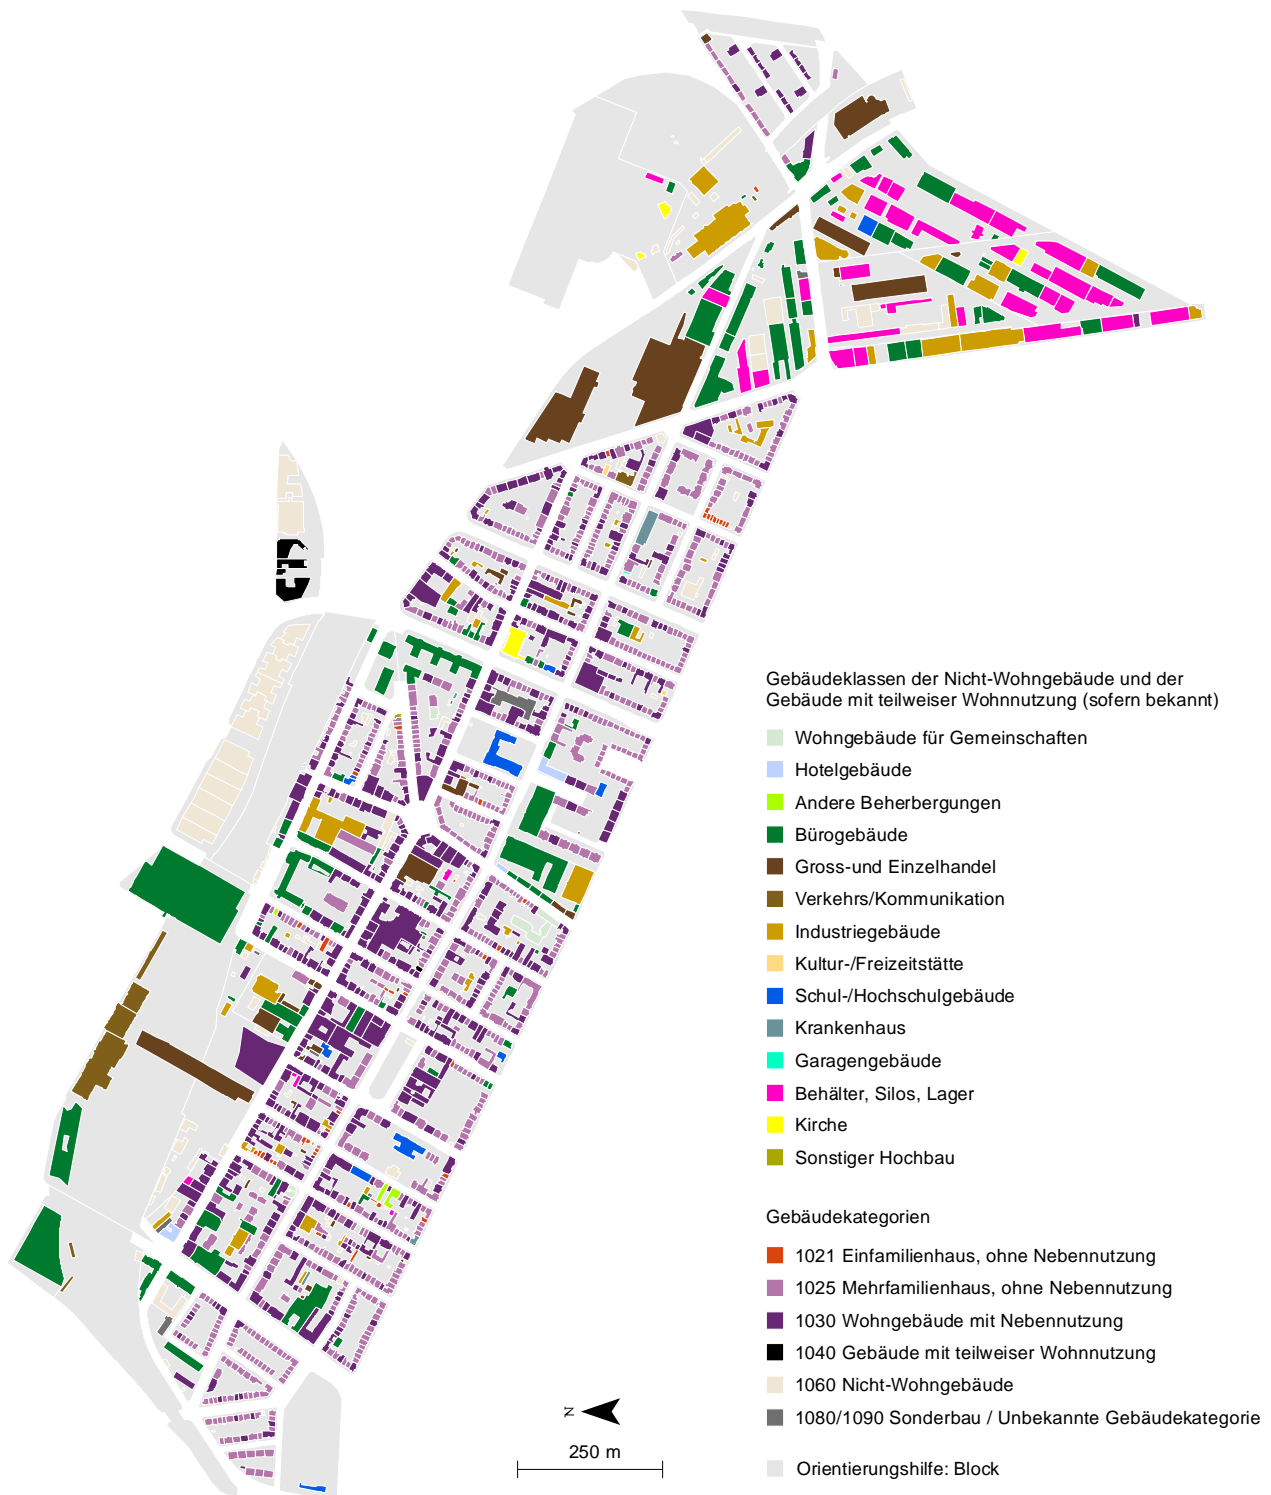 Gebäudeklassen der Nicht-Wohngebäude und der
Gebäude mit teilweiser Wohnnutzung (sofern bekannt)
Wohngebäude für Gemeinschaften
Hotelgebäude
Andere Beherbergungen
Bürogebäude
Gross-und Einzelhandel
Verkehrs/Kommunikation
Industriegebäude
Kultur-/Freizeitstätte
Schul-/Hochschulgebäude
Krankenhaus
Garagengebäude
Behälter, Silos, Lager
Kirche
Sonstiger Hochbau
Gebäudekategorien
1021 Einfamilienhaus, ohne Nebennutzung
1025 Mehrfamilienhaus, ohne Nebennutzung
1030 Wohngebäude mit Nebennutzung
1040 Gebäude mit teilweiser Wohnnutzung
1060 Nicht-Wohngebäude
1080/1090 Sonderbau / Unbekannte Gebäudekategorie
Orientierungshilfe: Block
N
250 m